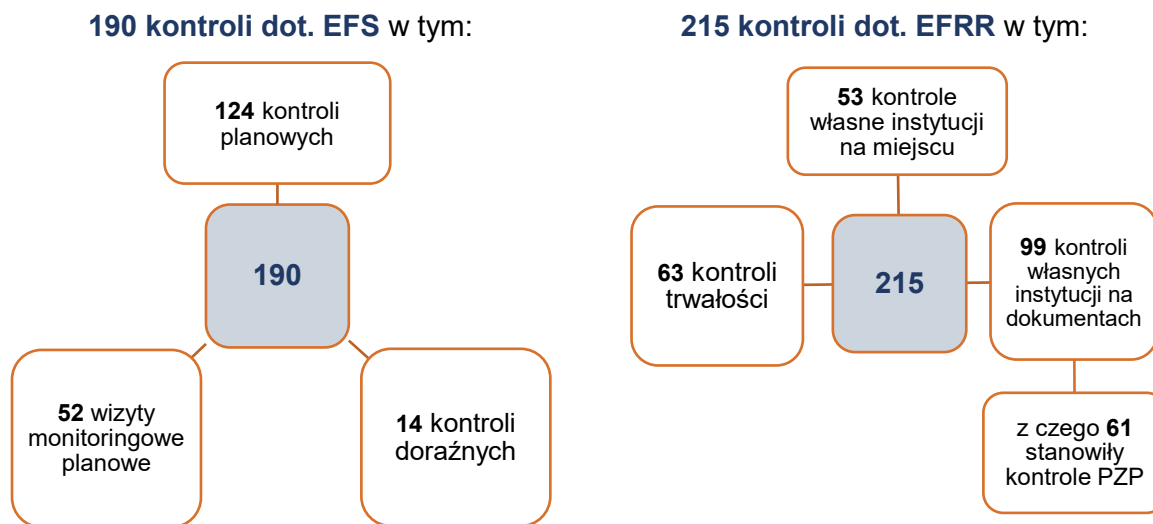 190 kontroli dot. EFS w tym:
124 kontroli
planowych
190
52 wizyty
monitoringowe
planowe
14 kontroli
doraźnych
215 kontroli dot. EFRR w tym:
53 kontrole
własne instytucji
na miejscu
63 kontroli
trwałości
215
99 kontroli
własnych
instytucji na
dokumentach
z czego 61
stanowiły
kontrole PZP